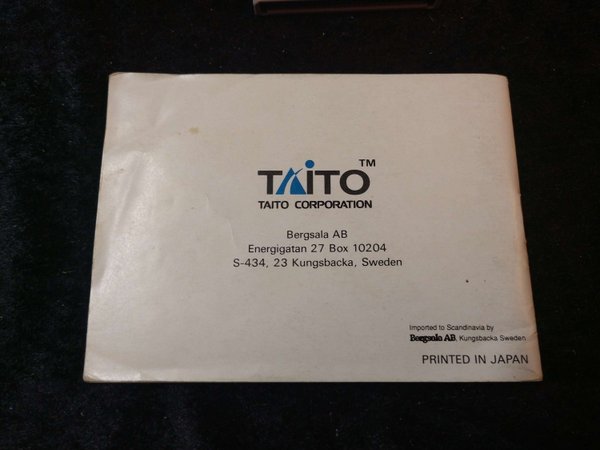 TAITO™
TAITO CORPORATION
Bergsala AB
Energigatan 27 Box 10204
S-434, 23 Kungsbacka, Sweden
Imported to Scandinavia by
Bergsala AB, Kungsbacka Sweden
PRINTED IN JAPAN